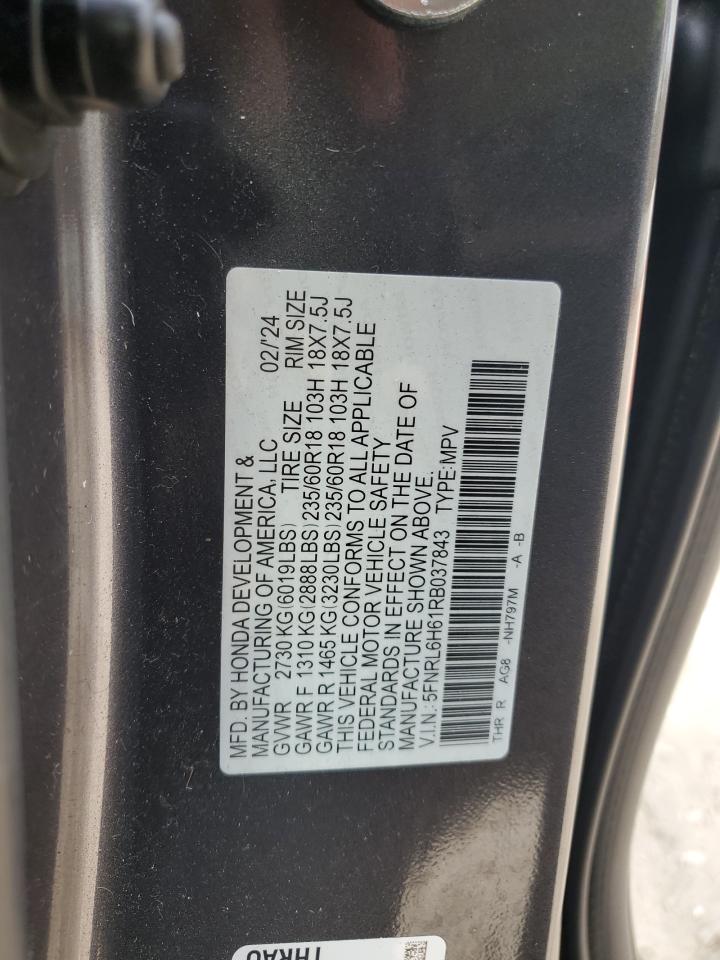 MFD. BY HONDA DEVELOPMENT &
MANUFACTURING OF AMERICA, LLC 02/'24
GVWR 2730 KG (6019LBS) TIRE SIZE RIM SIZE
GAWR F 1310 KG (2888LBS) 235/60R18 103H 18X7.5J
GAWR R 1465 KG (3230LBS) 235/60R18 103H 18X7.5J
THIS VEHICLE CONFORMS TO ALL APPLICABLE
FEDERAL MOTOR VEHICLE SAFETY
STANDARDS IN EFFECT ON THE DATE OF
MANUFACTURE SHOWN ABOVE.
V.I.N.: 5FNRL6H61RB037843 TYPE: MPV
THR R AG8 -NH797M -A -B